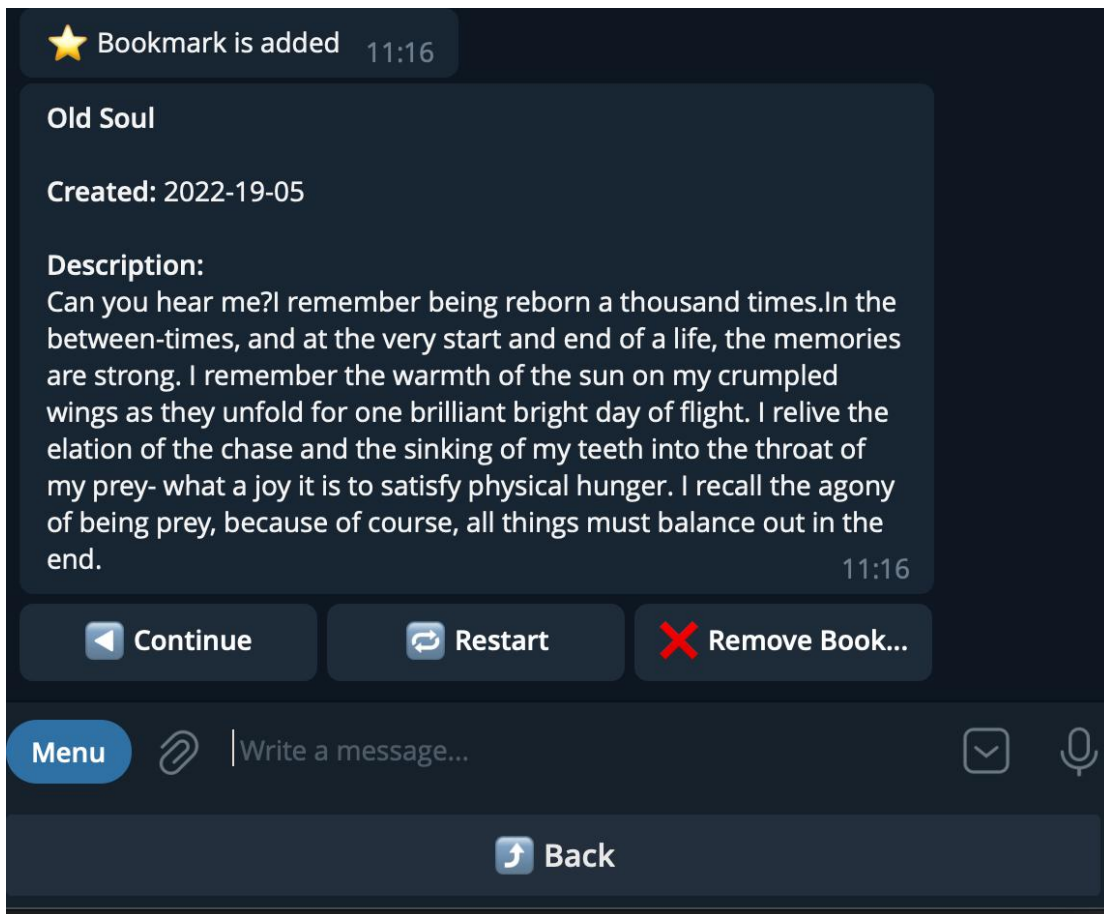 Bookmark is added 11:16
Old Soul
Created: 2022-19-05
Description:
Can you hear me?I remember being reborn a thousand times.In the
between-times, and at the very start and end of a life, the memories
are strong. I remember the warmth of the sun on my crumpled
wings as they unfold for one brilliant bright day of flight. I relive the
elation of the chase and the sinking of my teeth into the throat of
my prey- what a joy it is to satisfy physical hunger. I recall the agony
of being prey, because of course, all things must balance out in the
end.
11:16
Continue
Restart
Remove Book...
Menu
Write a message...
Back